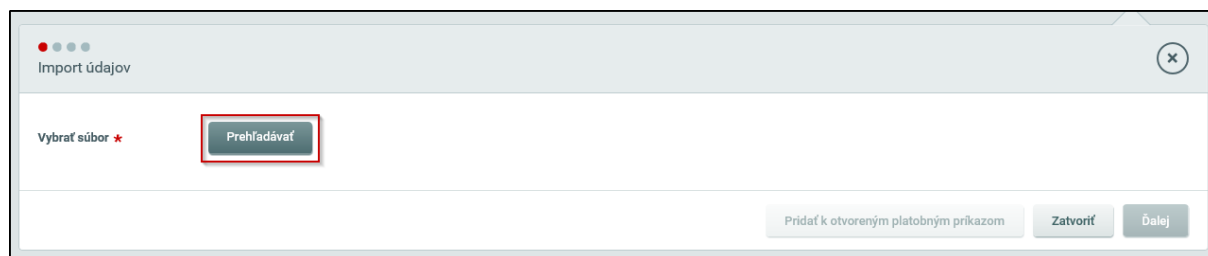 Import údajov
Vybrať súbor *
Prehľadávať
Pridať k otvoreným platobným príkazom
Zatvoriť
Ďalej